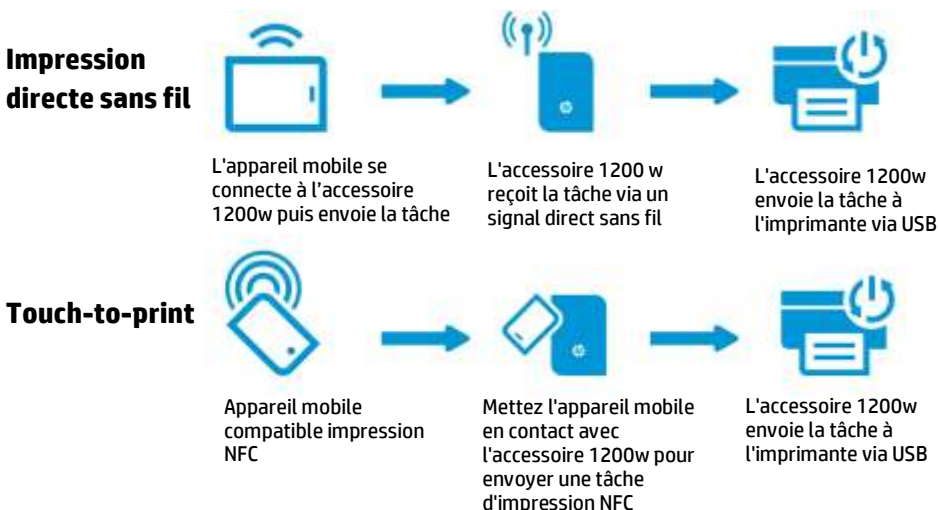 Impression
directe sans fil
L'appareil mobile se
connecte à l’accessoire
1200w puis envoie la tâche
L'accessoire 1200 w
reçoit la tâche via un
signal direct sans fil
L'accessoire 1200w
envoie la tâche à
l'imprimante via USB
Touch-to-print
Appareil mobile
compatible impression
NFC
Mettez l'appareil mobile
en contact avec
l'accessoire 1200w pour
envoyer une tâche
d'impression NFC
L'accessoire 1200w
envoie la tâche à
l'imprimante via USB